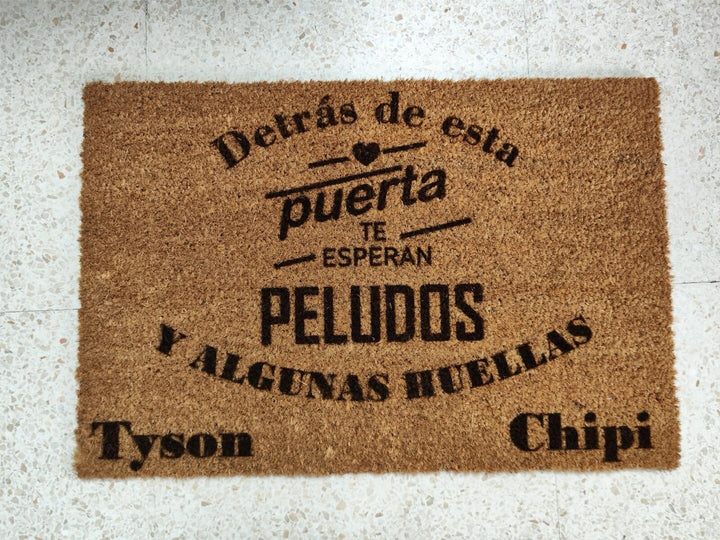 Detrás de esta
puerta
TE
ESPERAN
PELUDOS
Y ALGUNAS HUELLAS
Tyson
Chipi